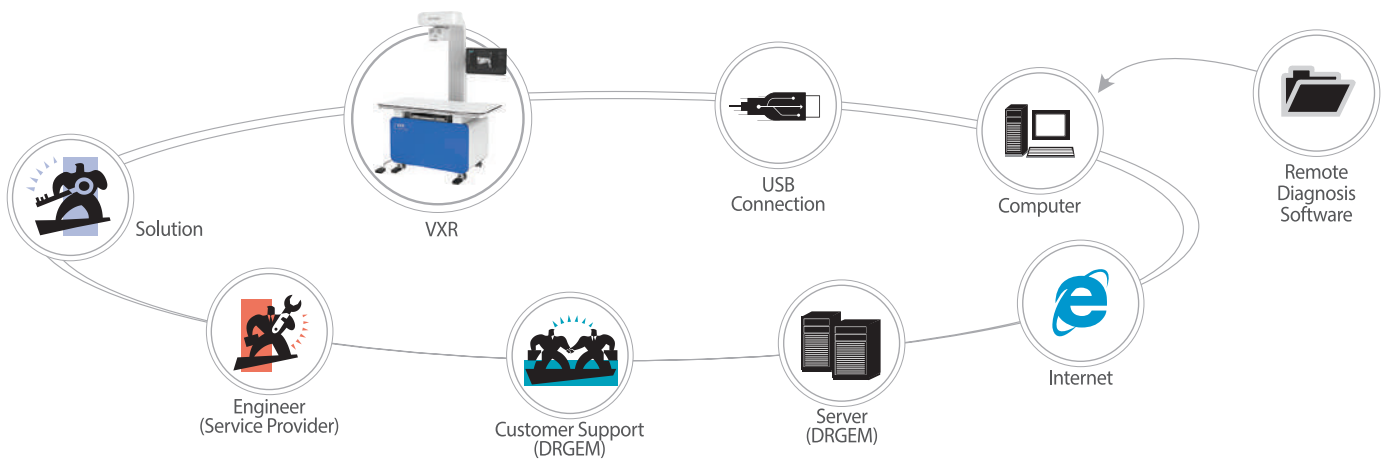 Solution
VXR
USB
Connection
Computer
Remote
Diagnosis
Software
Engineer
(Service Provider)
Customer Support
(DRGEM)
Server
(DRGEM)
Internet